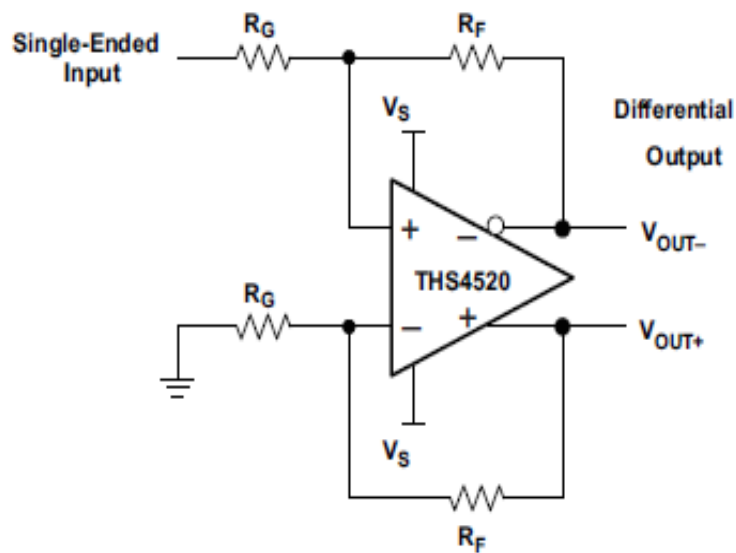 R_G
R_F
Single-Ended
Input
V_S
Differential
Output
+
−
V_OUT−
THS4520
R_G
−
+
V_OUT+
V_S
R_F